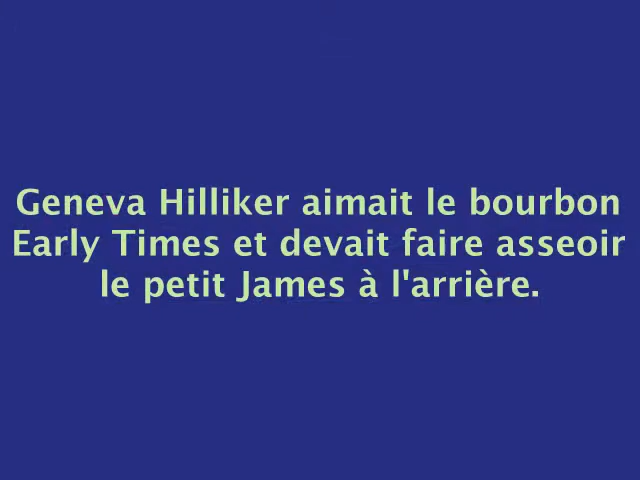 Geneva Hilliker aimait le bourbon
Early Times et devait faire asseoir
le petit James à l'arrière.